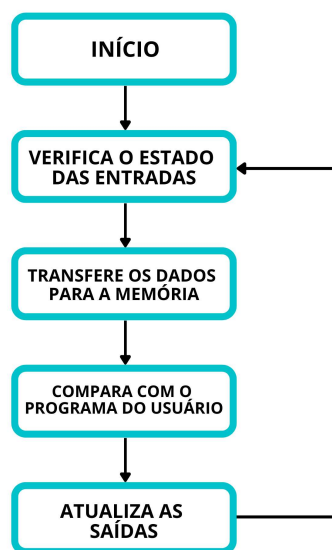 INÍCIO
VERIFICA O ESTADO
DAS ENTRADAS
TRANSFERE OS DADOS
PARA A MEMÓRIA
COMPARA COM O
PROGRAMA DO USUÁRIO
ATUALIZA AS
SAÍDAS